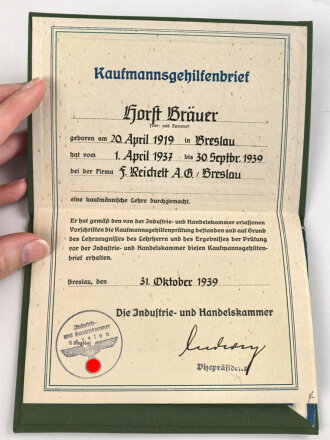 Kaufmannsgehilfenbrief
Horst Bräuer
(Vor- und Zuname)
geboren am 20. April 1919 in Breslau
hat vom 1. April 1937 bis 30. Septbr. 1939
bei der Firma F. Reichelt A.G./Breslau
eine kaufmännische Lehre durchgemacht.
Er hat gemäß den von der Industrie- und Handelskammer erlassenen
Vorschriften die Kaufmannsgehilfenprüfung bestanden und auf Grund
des Lehrzeugnisses des Lehrherrn und des Ergebnisses der Prüfung
vor der Industrie- und Handelskammer diesen Kaufmannsgehilfen-
brief erhalten.
Breslau, den 31. Oktober 1939
Die Industrie- und Handelskammer
Industrie-
und Handelskammer
Breslau
Vizepräsident